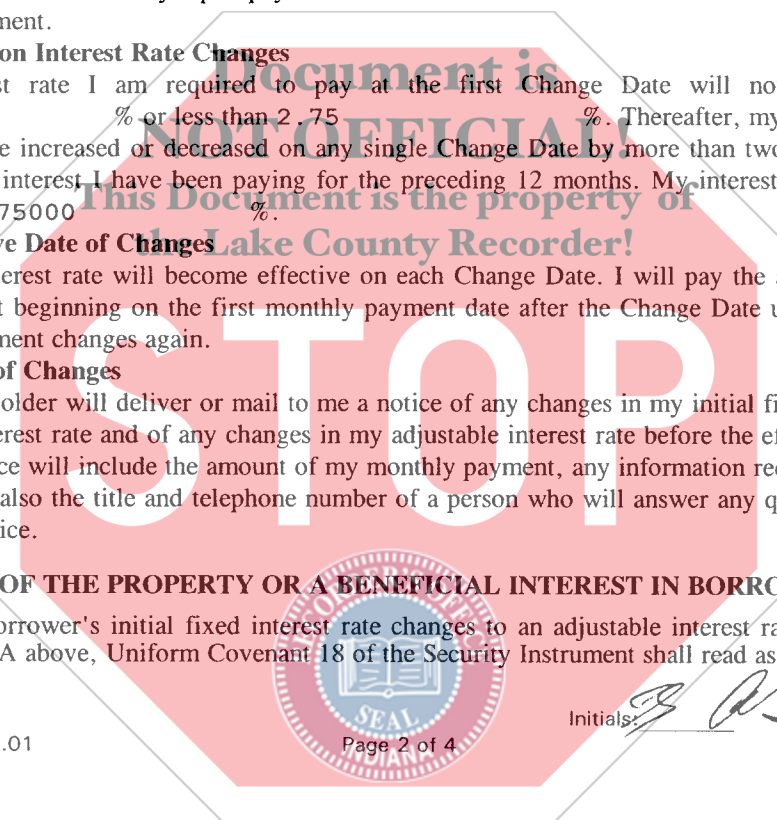 ment.
on Interest Rate Changes
st rate I am required to pay at the first Change Date will no
% or less than 2.75 %. Thereafter, my
e increased or decreased on any single Change Date by more than two
interest I have been paying for the preceding 12 months. My interest
75000 %.
ve Date of Changes
erest rate will become effective on each Change Date. I will pay the
t beginning on the first monthly payment date after the Change Date u
ment changes again.
of Changes
older will deliver or mail to me a notice of any changes in my initial fi
erest rate and of any changes in my adjustable interest rate before the ef
ce will include the amount of my monthly payment, any information req
also the title and telephone number of a person who will answer any q
ice.
OF THE PROPERTY OR A BENEFICIAL INTEREST IN BORRO
orrower's initial fixed interest rate changes to an adjustable interest ra
A above, Uniform Covenant 18 of the Security Instrument shall read as
Initials:
.01 Page 2 of 4
Document is
NOT OFFICIAL!
This Document is the property of
the Lake County Recorder!
STOP
RECORDER'S OFFICE
SEAL
INDIANA